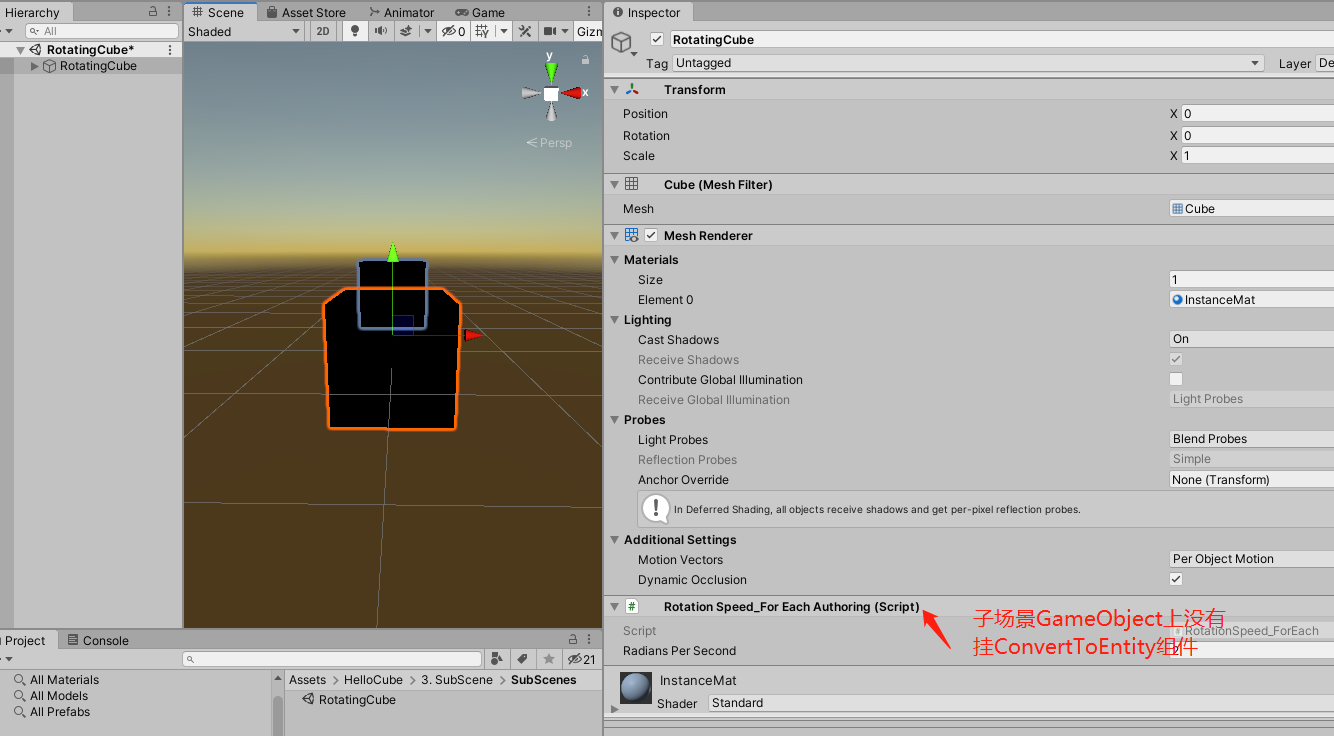 Hierarchy
All
RotatingCube*
RotatingCube
Scene
Asset Store
Animator
Game
Shaded
2D
0
Gizm
y
x
Persp
Inspector
RotatingCube
Tag Untagged Layer De
Transform
Position X 0
Rotation X 0
Scale X 1
Cube (Mesh Filter)
Mesh Cube
Mesh Renderer
Materials
Size 1
Element 0 InstanceMat
Lighting
Cast Shadows On
Receive Shadows
Contribute Global Illumination
Receive Global Illumination Light Probes
Probes
Light Probes Blend Probes
Reflection Probes Simple
Anchor Override None (Transform)
In Deferred Shading, all objects receive shadows and get per-pixel reflection probes.
Additional Settings
Motion Vectors Per Object Motion
Dynamic Occlusion
Rotation Speed_For Each Authoring (Script)
子场景GameObject上没有
挂ConvertToEntity组件
Script RotationSpeed_ForEach
Radians Per Second
InstanceMat
Shader Standard
Project
Console
21
All Materials
All Models
All Prefabs
Assets > HelloCube > 3. SubScene > SubScenes
RotatingCube